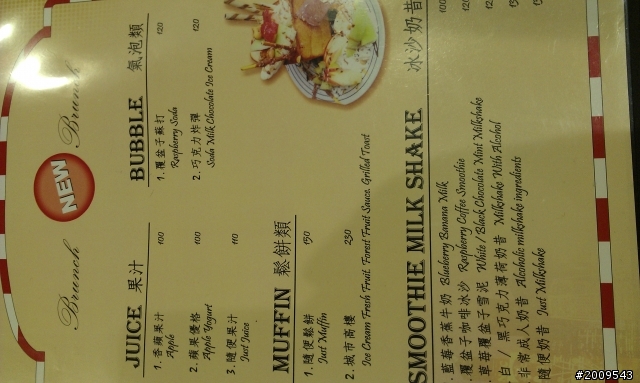 Brunch
NEW
Brunch
JUICE 果汁
1. 香蘋果汁 100
Apple
2. 蘋果優格 100
Apple Yogurt
3. 隨便果汁 110
Just Juice
BUBBLE 氣泡類
1. 覆盆子蘇打 120
Raspberry Soda
2. 巧克力炸彈 120
Soda Milk Chocolate Ice Cream
MUFFIN 鬆餅類
1. 隨便鬆餅 150
Just Muffin
2. 城市高樓 230
Ice Cream Fresh Fruit. Forest Fruit Sauce. Grilled Toast
SMOOTHIE MILK SHAKE 冰沙奶昔
藍莓香蕉牛奶 Blueberry Banana Milk
覆盆子咖啡冰沙 Raspberry Coffee Smoothie
草莓覆盆子雪泥
白 / 黑巧克力薄荷奶昔 White / Black Chocolate Mint Milkshake
Milkshake With Alcohol
非常成人奶昔 Alcoholic milkshake ingredients
隨便奶昔 Just Milkshake
#2009543